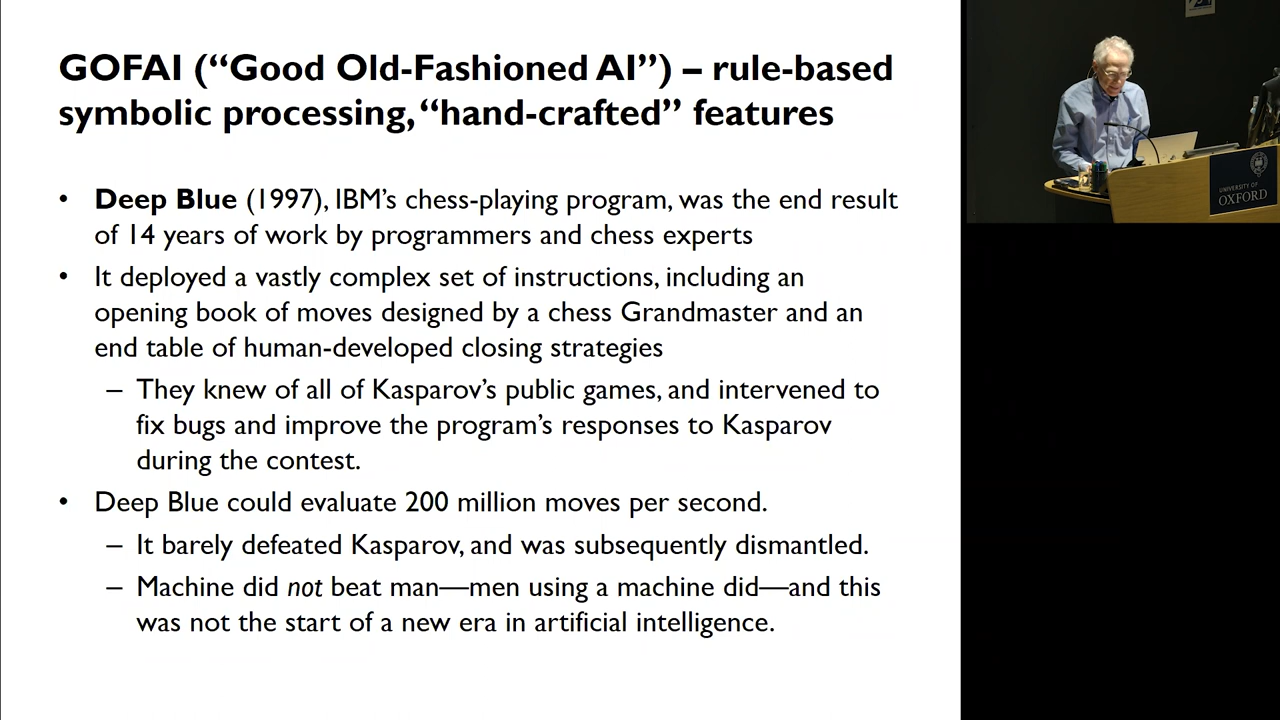 GOFAI (“Good Old-Fashioned AI”) – rule-based
symbolic processing, “hand-crafted” features
• Deep Blue (1997), IBM’s chess-playing program, was the end result
of 14 years of work by programmers and chess experts
• It deployed a vastly complex set of instructions, including an
opening book of moves designed by a chess Grandmaster and an
end table of human-developed closing strategies
– They knew of all of Kasparov’s public games, and intervened to
fix bugs and improve the program’s responses to Kasparov
during the contest.
• Deep Blue could evaluate 200 million moves per second.
– It barely defeated Kasparov, and was subsequently dismantled.
– Machine did not beat man—men using a machine did—and this
was not the start of a new era in artificial intelligence.
UNIVERSITY OF
OXFORD